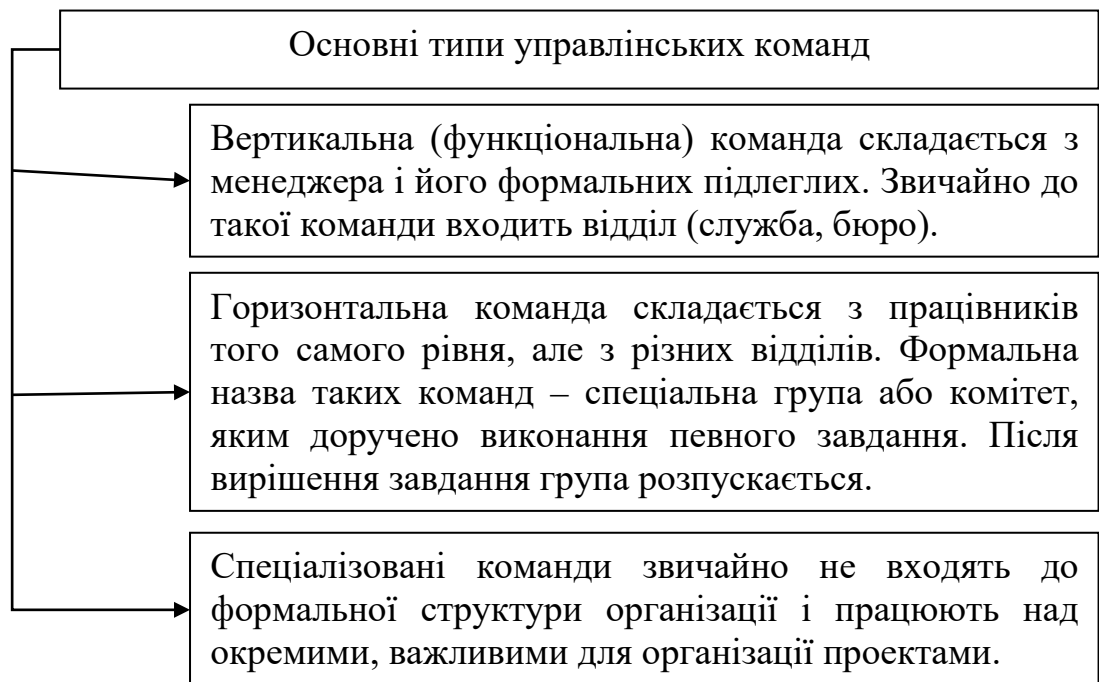 Основні типи управлінських команд
Вертикальна (функціональна) команда складається з
менеджера і його формальних підлеглих. Звичайно до
такої команди входить відділ (служба, бюро).
Горизонтальна команда складається з працівників
того самого рівня, але з різних відділів. Формальна
назва таких команд – спеціальна група або комітет,
яким доручено виконання певного завдання. Після
вирішення завдання група розпускається.
Спеціалізовані команди звичайно не входять до
формальної структури організації і працюють над
окремими, важливими для організації проектами.